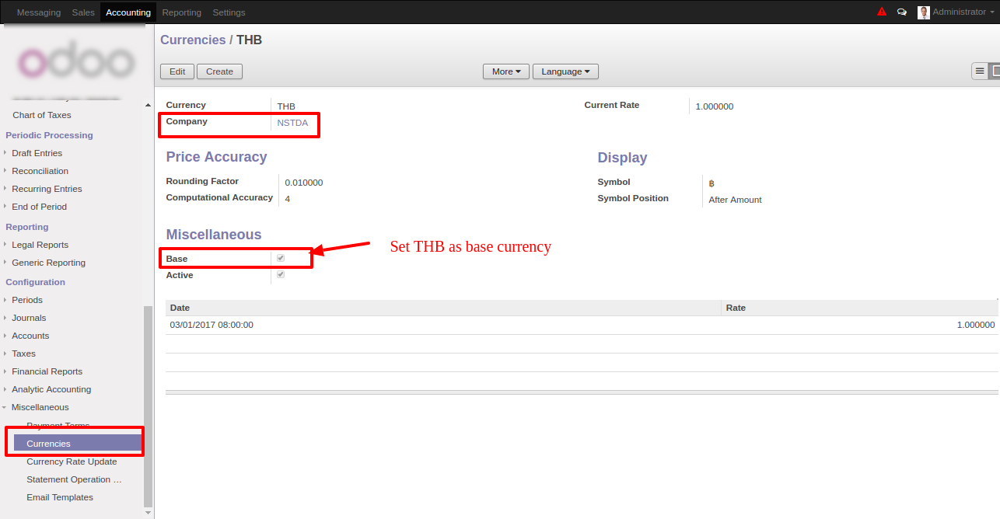 Messaging Sales Accounting Reporting Settings Administrator
odoo
Currencies / THB
Edit Create More Language
Currency THB
Company NSTDA
Current Rate 1.000000
Price Accuracy
Rounding Factor 0.010000
Computational Accuracy 4
Display
Symbol ฿
Symbol Position After Amount
Miscellaneous
Base
Active
Set THB as base currency
Date Rate
03/01/2017 08:00:00 1.000000
Chart of Taxes
Periodic Processing
Draft Entries
Reconciliation
Recurring Entries
End of Period
Reporting
Legal Reports
Generic Reporting
Configuration
Periods
Journals
Accounts
Taxes
Financial Reports
Analytic Accounting
Miscellaneous
Payment Terms
Currencies
Currency Rate Update
Statement Operation ...
Email Templates